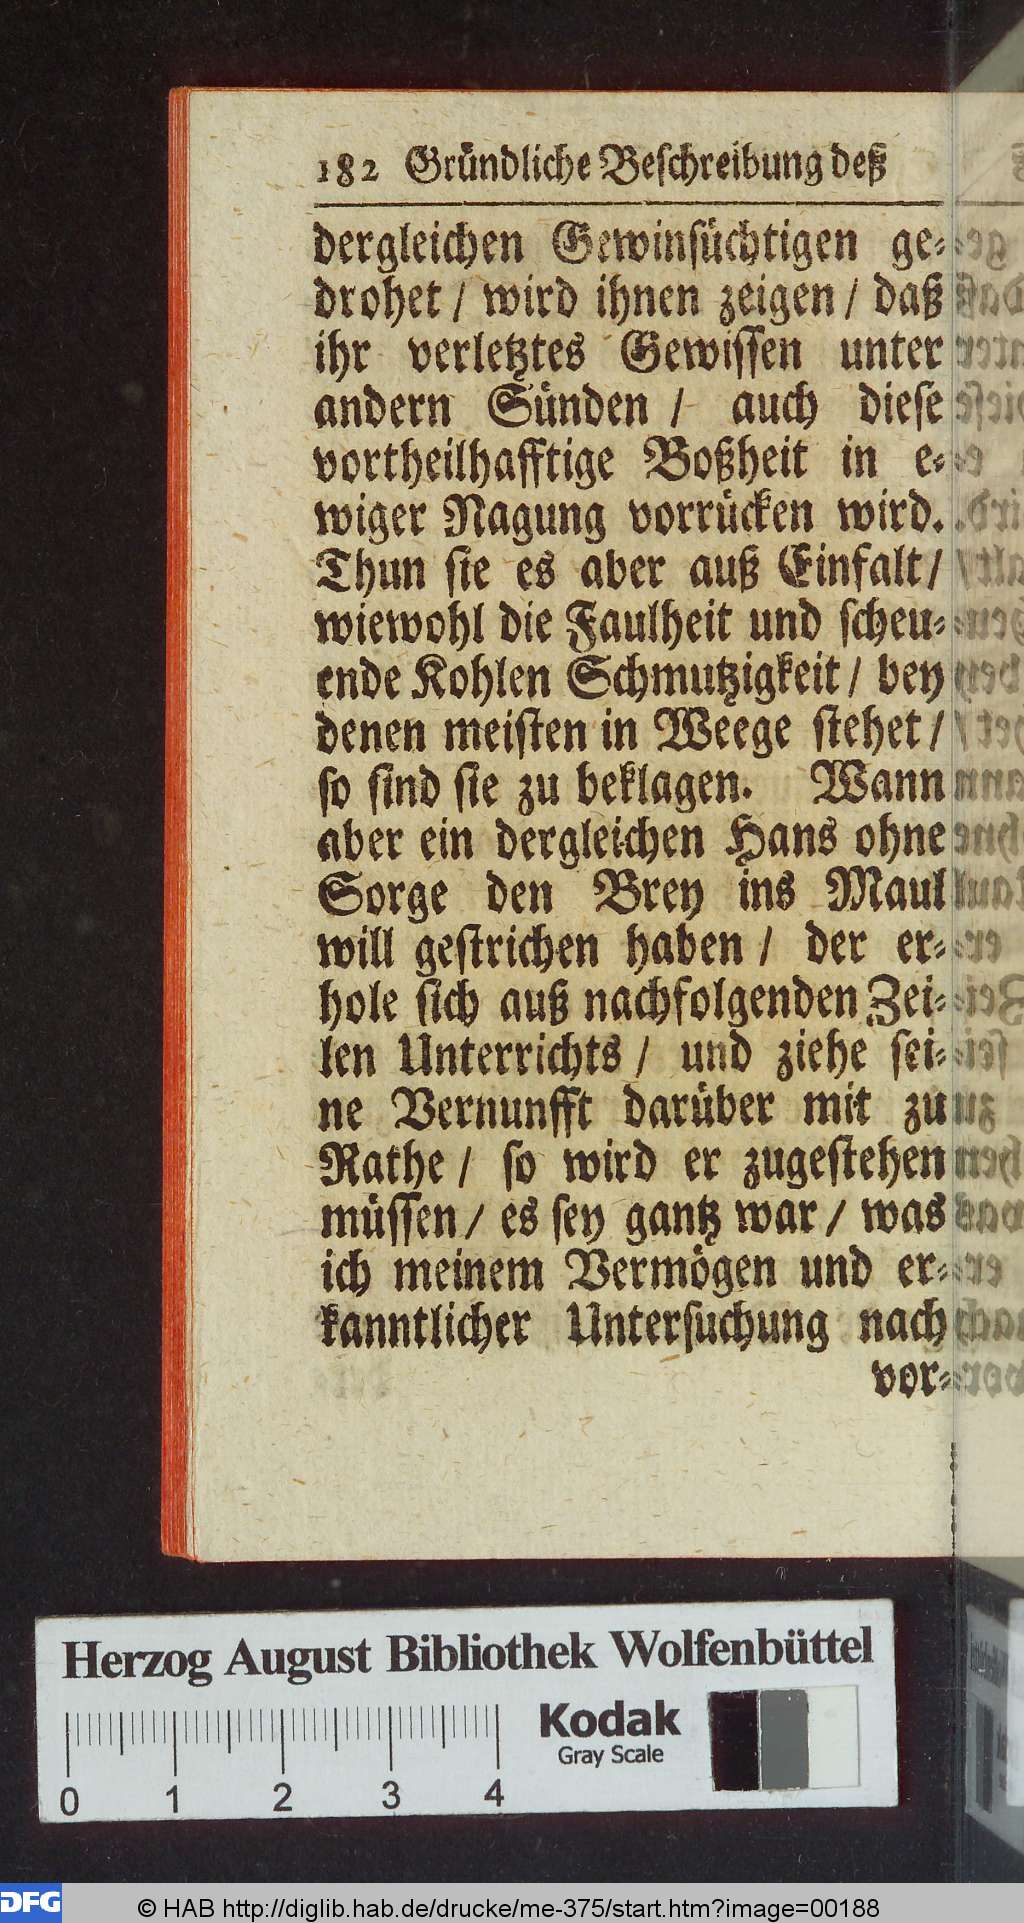 182 Gründliche Beschreibung deß
dergleichen Gewinsüchtigen ge-
drohet / wird ihnen zeigen / daß
ihr verletztes Gewissen unter
andern Sünden / auch diese
vortheilhafftige Boßheit in e-
wiger Nagung vorrücken wird.
Thun sie es aber auß Einfalt /
wiewohl die Faulheit und scheu-
ende Kohlen Schmutzigkeit / bey
denen meisten in Weege stehet /
so sind sie zu beklagen. Wann
aber ein dergleichen Hans ohne
Sorge den Brey ins Maul
will gestrichen haben / der er-
hole sich auß nachfolgenden Zei-
len Unterrichts / und ziehe sei-
ne Vernunfft darüber mit zu
Rathe / so wird er zugestehen
müssen / es sey gantz war / was
ich meinem Vermögen und er-
kanntlicher Untersuchung nach
vor-
Herzog August Bibliothek Wolfenbüttel
Kodak
Gray Scale
0 1 2 3 4
DFG
© HAB http://diglib.hab.de/drucke/me-375/start.htm?image=00188